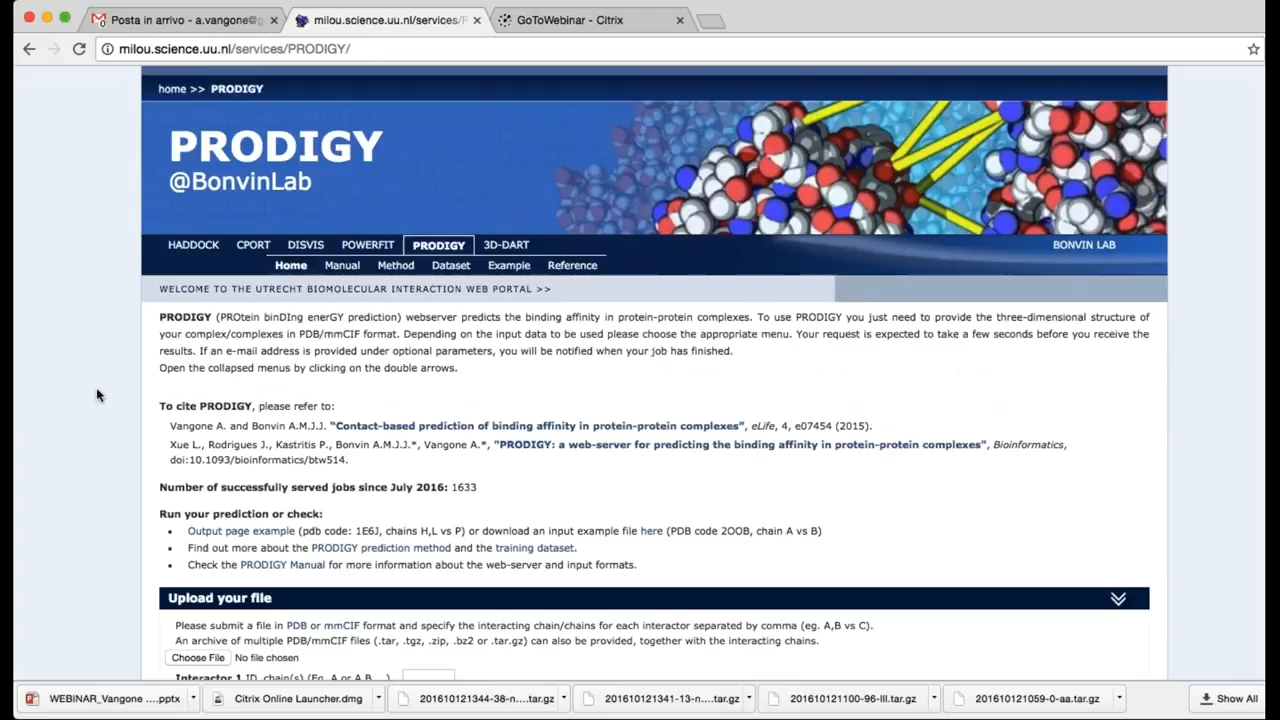 Posta in arrivo - a.vangone@g
milou.science.uu.nl/services/P
GoToWebinar - Citrix
milou.science.uu.nl/services/PRODIGY/
home >> PRODIGY
PRODIGY
@BonvinLab
HADDOCK CPORT DISVIS POWERFIT PRODIGY 3D-DART BONVIN LAB
Home Manual Method Dataset Example Reference
WELCOME TO THE UTRECHT BIOMOLECULAR INTERACTION WEB PORTAL >>
PRODIGY (PROtein binDIng enerGY prediction) webserver predicts the binding affinity in protein-protein complexes. To use PRODIGY you just need to provide the three-dimensional structure
of your complex/complexes in PDB/mmCIF format. Depending on the input data to be used please choose the appropriate menu. Your request is expected to take a few seconds before you receive the
results. If an e-mail address is provided under optional parameters, you will be notified when your job has finished.
Open the collapsed menus by clicking on the double arrows.
To cite PRODIGY, please refer to:
Vangone A. and Bonvin A.M.J.J. "Contact-based prediction of binding affinity in protein-protein complexes", eLife, 4, e07454 (2015).
Xue L., Rodrigues J., Kastritis P., Bonvin A.M.J.J.*, Vangone A.*, "PRODIGY: a web-server for predicting the binding affinity in protein-protein complexes", Bioinformatics,
doi:10.1093/bioinformatics/btw514.
Number of successfully served jobs since July 2016: 1633
Run your prediction or check:
• Output page example (pdb code: 1E6J, chains H,L vs P) or download an input example file here (PDB code 2OOB, chain A vs B)
• Find out more about the PRODIGY prediction method and the training dataset.
• Check the PRODIGY Manual for more information about the web-server and input formats.
Upload your file
Please submit a file in PDB or mmCIF format and specify the interacting chain/chains for each interactor separated by comma (eg. A,B vs C).
An archive of multiple PDB/mmCIF files (.tar, .tgz, .zip, .bz2 or .tar.gz) can also be provided, together with the interacting chains.
Choose File No file chosen
Interactor 1 ID, chain(s) (Eg. A or A,B...)
WEBINAR_Vangone ....pptx
Citrix Online Launcher.dmg
201610121344-38-n....tar.gz
201610121341-13-n....tar.gz
201610121100-96-lll.tar.gz
201610121059-0-aa.tar.gz
Show All